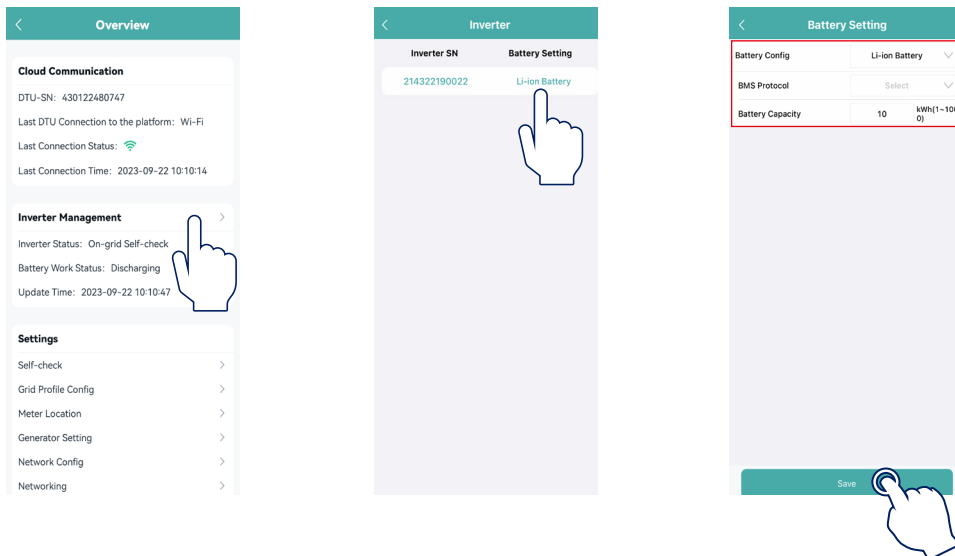 Overview
Cloud Communication
DTU-SN: 430122480747
Last DTU Connection to the platform: Wi-Fi
Last Connection Status:
Last Connection Time: 2023-09-22 10:10:14
Inverter Management
Inverter Status: On-grid Self-check
Battery Work Status: Discharging
Update Time: 2023-09-22 10:10:47
Settings
Self-check
Grid Profile Config
Meter Location
Generator Setting
Network Config
Networking
Inverter
Inverter SN Battery Setting
214322190022 Li-ion Battery
Battery Setting
Battery Config Li-ion Battery
BMS Protocol Select
Battery Capacity 10 kWh(1~100
0)
Save